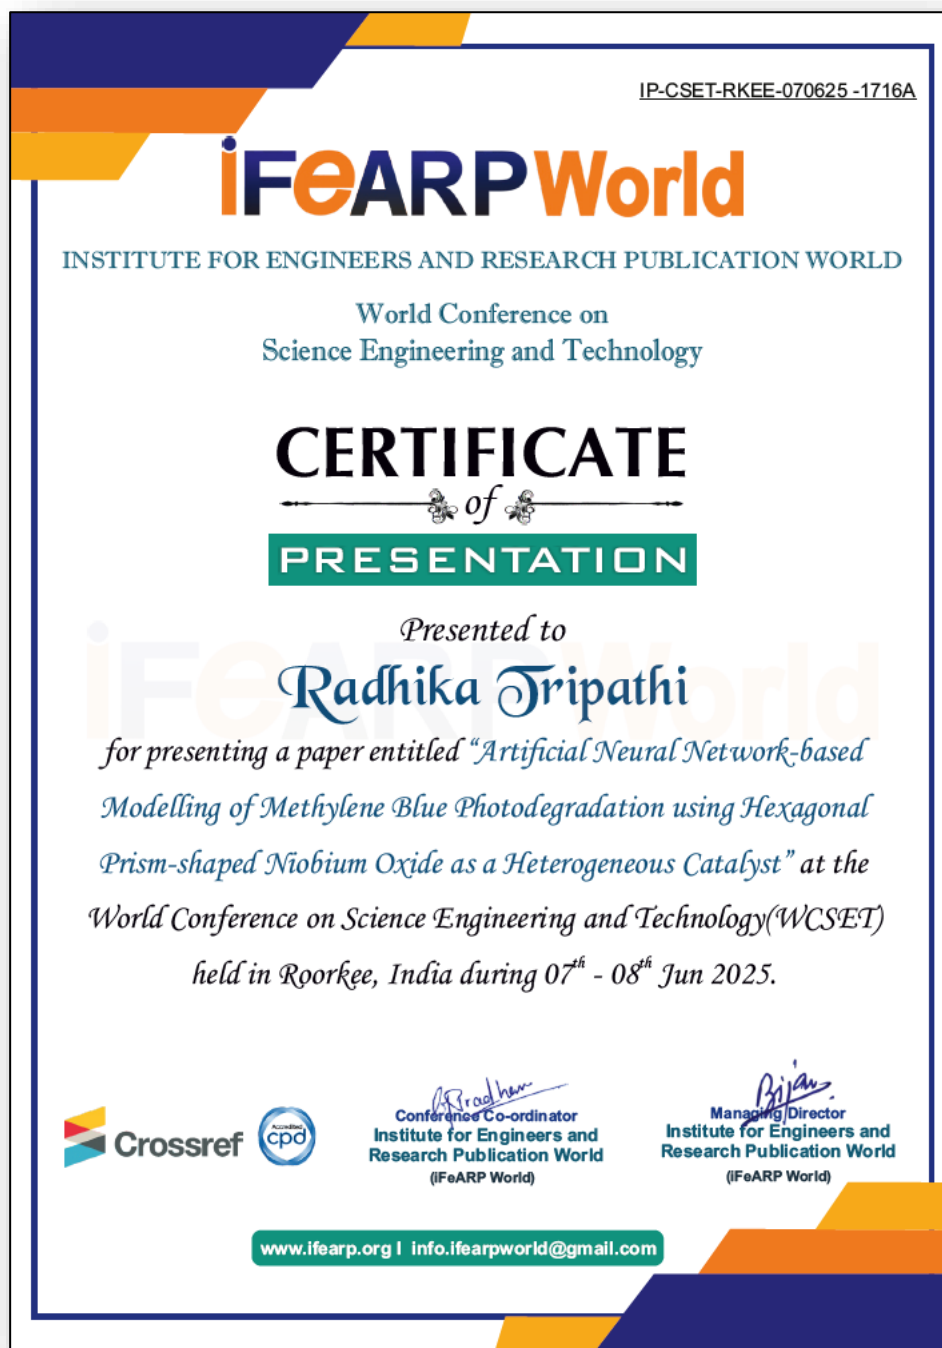 IP-CSET-RKEE-070625 -1716A
iFeARP World
INSTITUTE FOR ENGINEERS AND RESEARCH PUBLICATION WORLD
World Conference on
Science Engineering and Technology
CERTIFICATE
of
PRESENTATION
Presented to
iFeARPWorld
Radhika Tripathi
for presenting a paper entitled “Artificial Neural Network-based
Modelling of Methylene Blue Photodegradation using Hexagonal
Prism-shaped Niobium Oxide as a Heterogeneous Catalyst” at the
World Conference on Science Engineering and Technology(WCSET)
held in Roorkee, India during 07th - 08th Jun 2025.
Crossref
Accredited
cpd
Pradhan
Conference Co-ordinator
Institute for Engineers and
Research Publication World
(iFeARP World)
Bijan
Managing Director
Institute for Engineers and
Research Publication World
(iFeARP World)
www.ifearp.org I info.ifearpworld@gmail.com